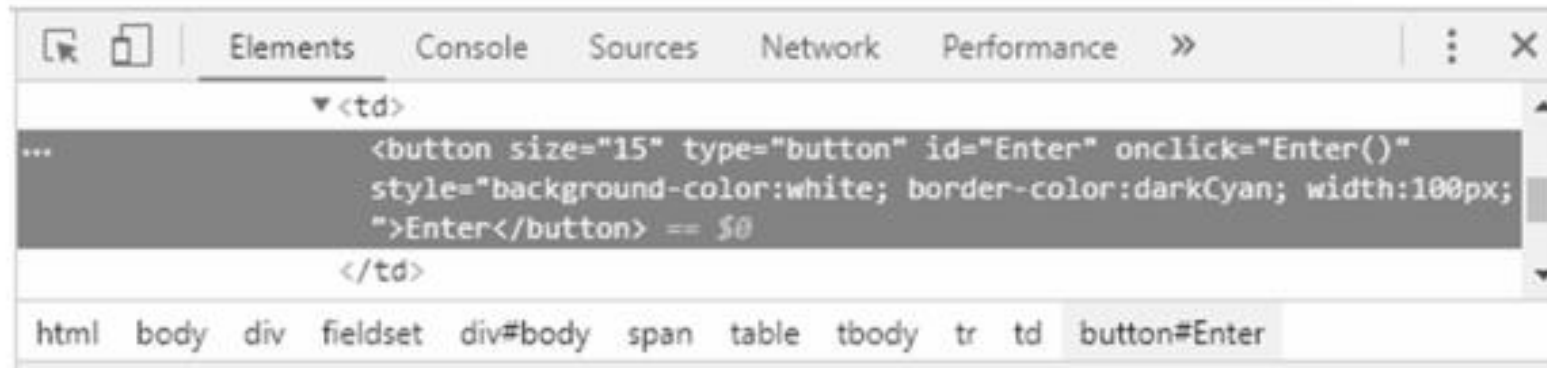 Elements Console Sources Network Performance »
▼<td>
... <button size="15" type="button" id="Enter" onclick="Enter()"
style="background-color:white; border-color:darkCyan; width:100px;
">Enter</button> == $0
</td>
html body div fieldset div#body span table tbody tr td button#Enter